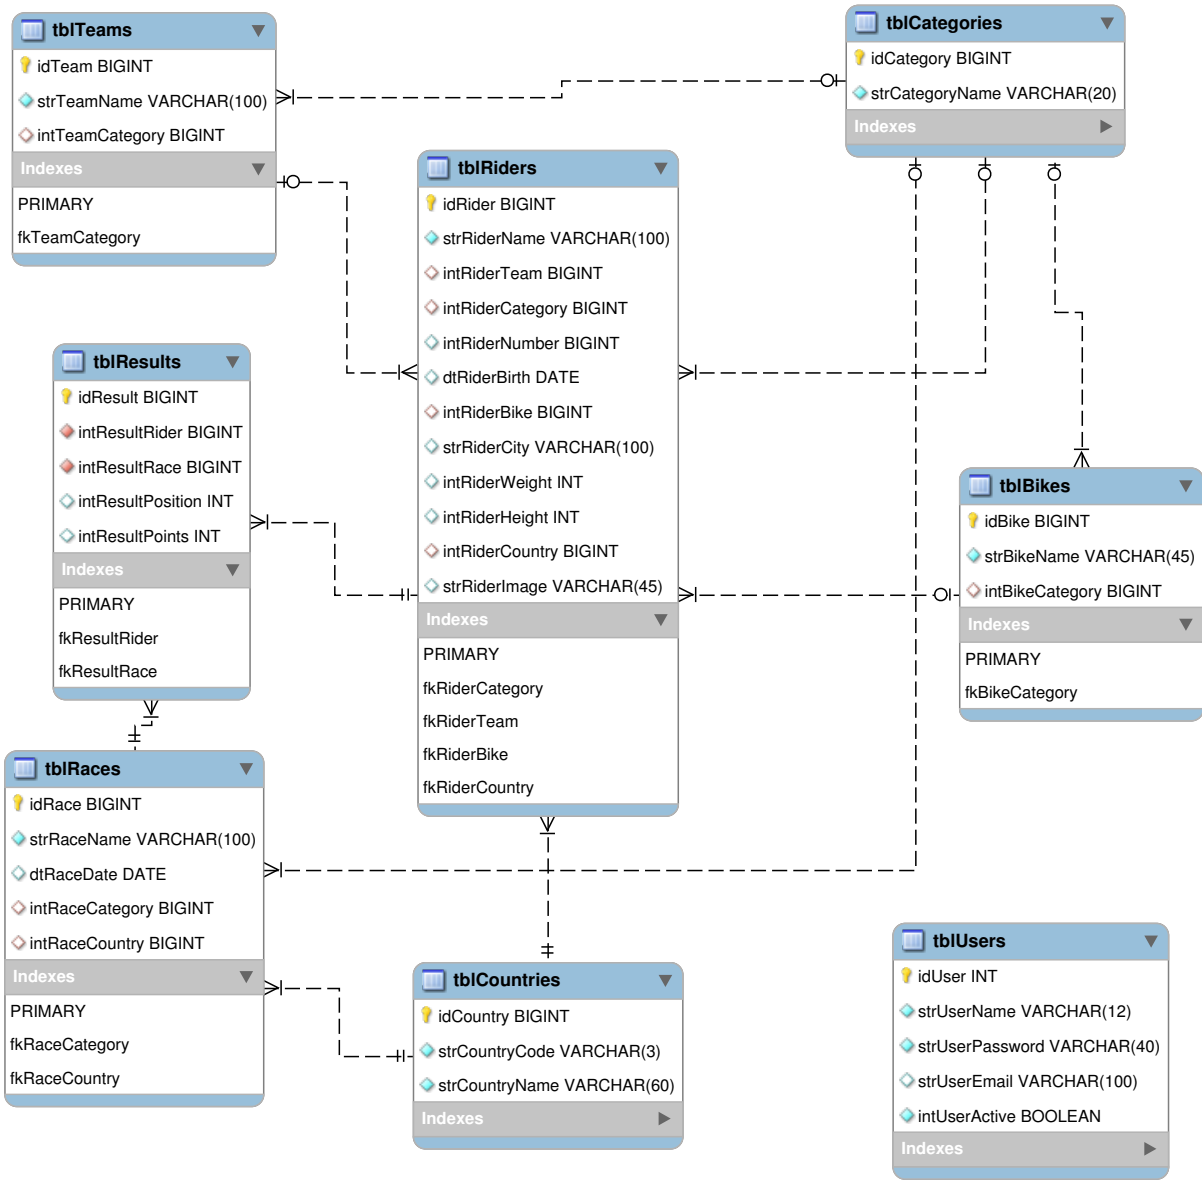 tblTeams
idTeam BIGINT
strTeamName VARCHAR(100)
intTeamCategory BIGINT
Indexes
PRIMARY
fkTeamCategory
tblCategories
idCategory BIGINT
strCategoryName VARCHAR(20)
Indexes
tblRiders
idRider BIGINT
strRiderName VARCHAR(100)
intRiderTeam BIGINT
intRiderCategory BIGINT
intRiderNumber BIGINT
dtRiderBirth DATE
intRiderBike BIGINT
strRiderCity VARCHAR(100)
intRiderWeight INT
intRiderHeight INT
intRiderCountry BIGINT
strRiderImage VARCHAR(45)
Indexes
PRIMARY
fkRiderCategory
fkRiderTeam
fkRiderBike
fkRiderCountry
tblResults
idResult BIGINT
intResultRider BIGINT
intResultRace BIGINT
intResultPosition INT
intResultPoints INT
Indexes
PRIMARY
fkResultRider
fkResultRace
tblBikes
idBike BIGINT
strBikeName VARCHAR(45)
intBikeCategory BIGINT
Indexes
PRIMARY
fkBikeCategory
tblRaces
idRace BIGINT
strRaceName VARCHAR(100)
dtRaceDate DATE
intRaceCategory BIGINT
intRaceCountry BIGINT
Indexes
PRIMARY
fkRaceCategory
fkRaceCountry
tblCountries
idCountry BIGINT
strCountryCode VARCHAR(3)
strCountryName VARCHAR(60)
Indexes
tblUsers
idUser INT
strUserName VARCHAR(12)
strUserPassword VARCHAR(40)
strUserEmail VARCHAR(100)
intUserActive BOOLEAN
Indexes